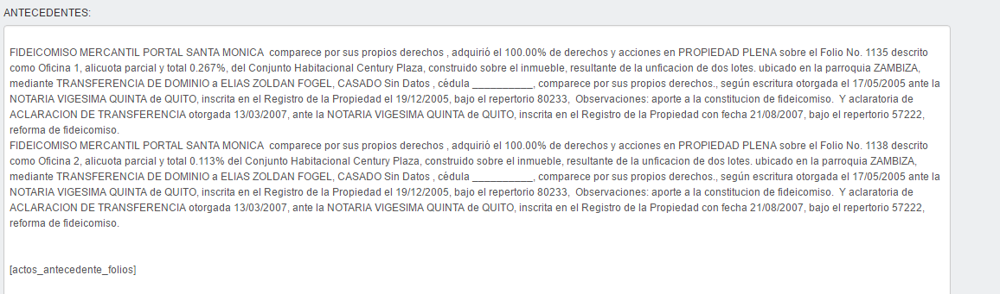 ANTECEDENTES:
FIDEICOMISO MERCANTIL PORTAL SANTA MONICA  comparece por sus propios derechos , adquirió el 100.00% de derechos y acciones en PROPIEDAD PLENA sobre el Folio No. 1135 descrito
como Oficina 1, alicuota parcial y total 0.267%, del Conjunto Habitacional Century Plaza, construido sobre el inmueble, resultante de la unficacion de dos lotes. ubicado en la parroquia ZAMBIZA,
mediante TRANSFERENCIA DE DOMINIO a ELIAS ZOLDAN FOGEL, CASADO Sin Datos , cédula ___________, comparece por sus propios derechos., según escritura otorgada el 17/05/2005 ante la
NOTARIA VIGESIMA QUINTA de QUITO, inscrita en el Registro de la Propiedad el 19/12/2005, bajo el repertorio 80233,  Observaciones: aporte a la constitucion de fideicomiso.  Y aclaratoria de
ACLARACION DE TRANSFERENCIA otorgada 13/03/2007, ante la NOTARIA VIGESIMA QUINTA de QUITO, inscrita en el Registro de la Propiedad con fecha 21/08/2007, bajo el repertorio 57222,
reforma de fideicomiso.
FIDEICOMISO MERCANTIL PORTAL SANTA MONICA  comparece por sus propios derechos , adquirió el 100.00% de derechos y acciones en PROPIEDAD PLENA sobre el Folio No. 1138 descrito
como Oficina 2, alicuota parcial y total 0.113% del Conjunto Habitacional Century Plaza, construido sobre el inmueble, resultante de la unficacion de dos lotes. ubicado en la parroquia ZAMBIZA,
mediante TRANSFERENCIA DE DOMINIO a ELIAS ZOLDAN FOGEL, CASADO Sin Datos , cédula ___________, comparece por sus propios derechos., según escritura otorgada el 17/05/2005 ante la
NOTARIA VIGESIMA QUINTA de QUITO, inscrita en el Registro de la Propiedad el 19/12/2005, bajo el repertorio 80233,  Observaciones: aporte a la constitucion de fideicomiso.  Y aclaratoria de
ACLARACION DE TRANSFERENCIA otorgada 13/03/2007, ante la NOTARIA VIGESIMA QUINTA de QUITO, inscrita en el Registro de la Propiedad con fecha 21/08/2007, bajo el repertorio 57222,
reforma de fideicomiso.
[actos_antecedente_folios]